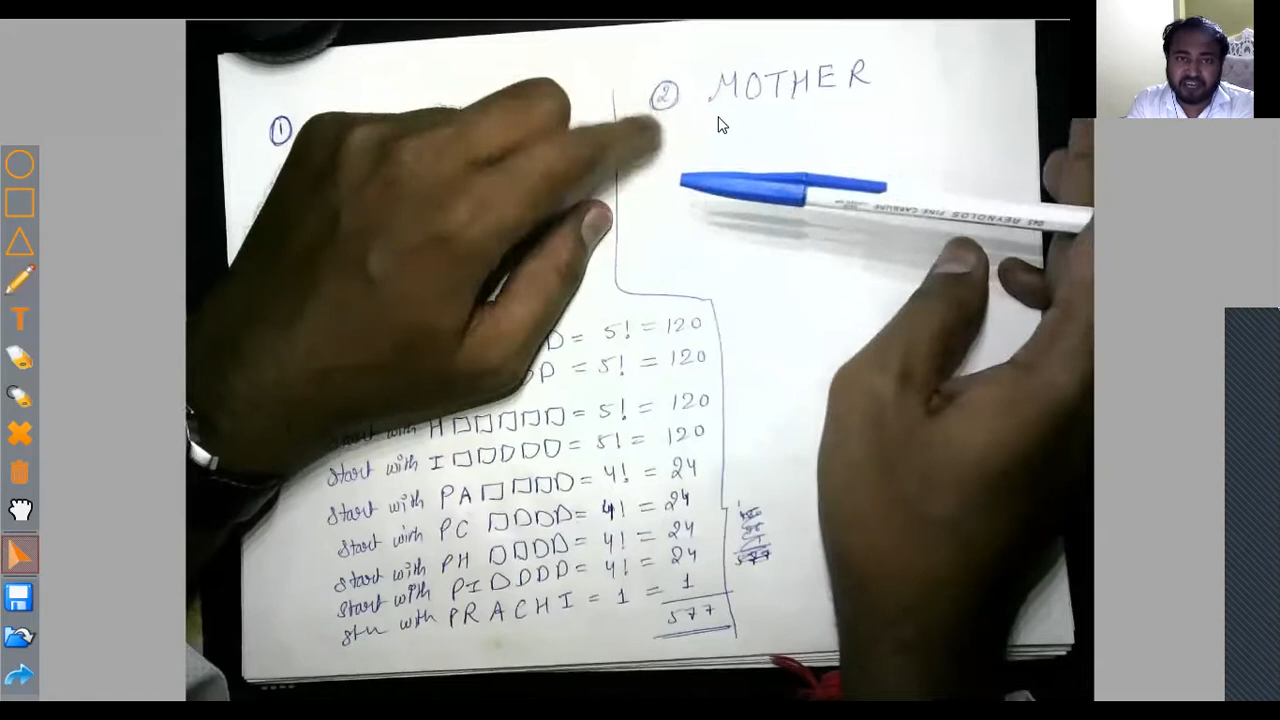 ①
② MOTHER
D = 5! = 120
P = 5! = 120
Start with H □□□□□ = 5! = 120
Start with I □□□□□ = 5! = 120
Start with PA □□□□ = 4! = 24
Start with PC □□□□ = 4! = 24
Start with PH □□□□ = 4! = 24
Start with PI □□□□ = 4! = 24
with PRACHI = 1 = 1
577
045 REYNOLDS FINE CARBURE
T